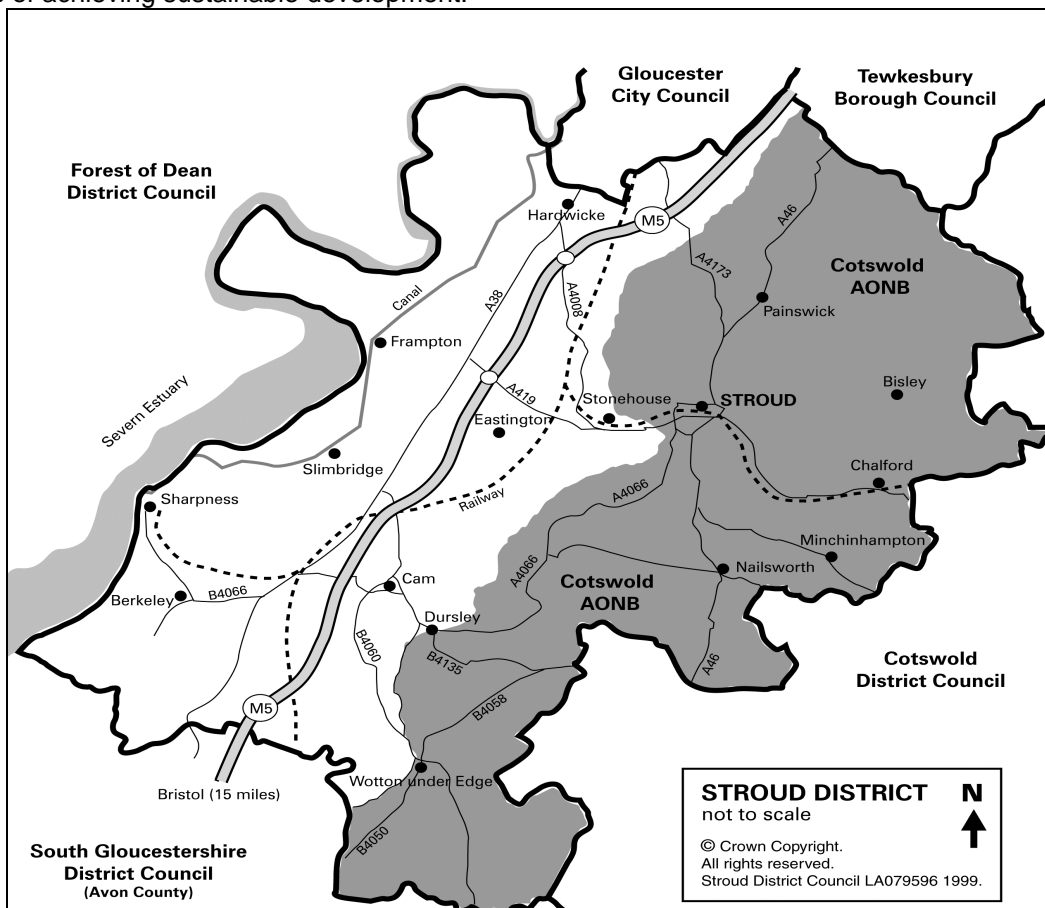 of achieving sustainable development.
Gloucester
City Council
Tewkesbury
Borough Council
Forest of Dean
District Council
Hardwicke
M5
A46
A4173
Cotswold
AONB
Canal
A38
A4008
Painswick
Frampton
Severn Estuary
A419
Stonehouse
STROUD
Bisley
Eastington
Slimbridge
Chalford
Sharpness
Railway
A4066
Minchinhampton
A4066
Nailsworth
Cam
Cotswold
AONB
Berkeley
B4066
Dursley
B4060
B4135
A46
Cotswold
District Council
B4058
M5
Wotton under Edge
Bristol (15 miles)
B4050
South Gloucestershire
District Council
(Avon County)
STROUD DISTRICT
N
not to scale
© Crown Copyright.
All rights reserved.
Stroud District Council LA079596 1999.